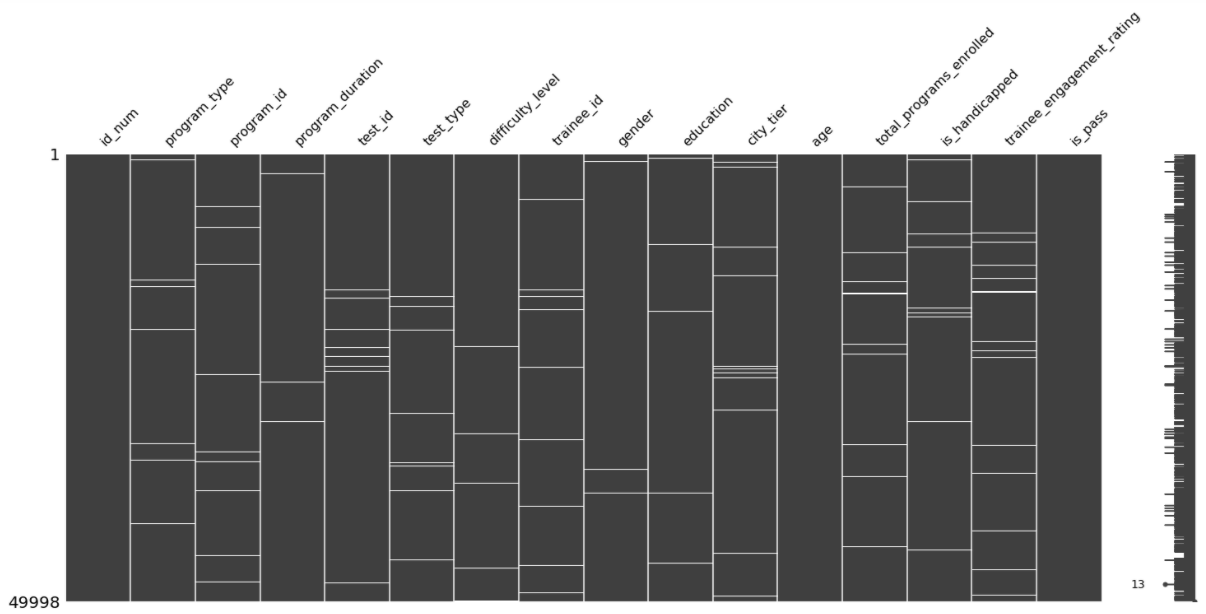 id_num
program_type
program_id
program_duration
test_id
test_type
difficulty_level
trainee_id
gender
education
city_tier
age
total_programs_enrolled
is_handicapped
trainee_engagement_rating
is_pass
1
13
49998